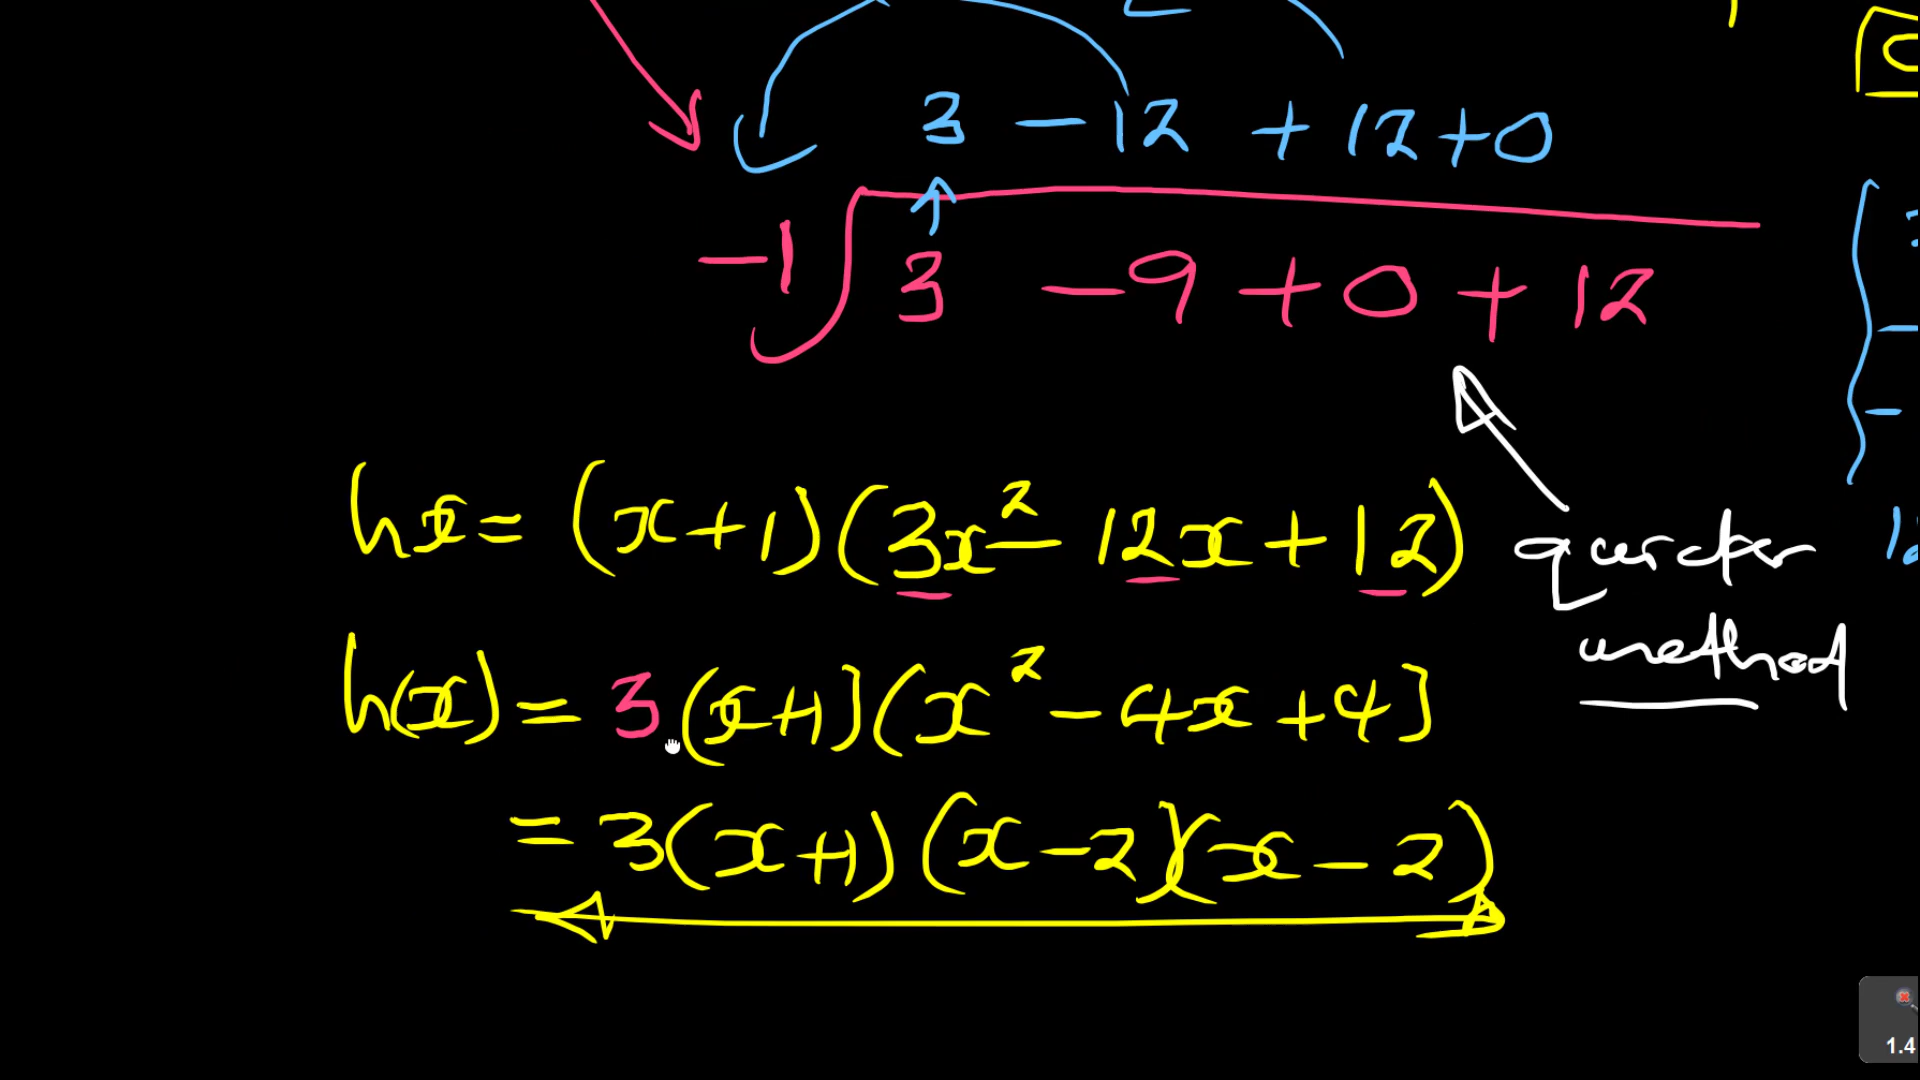 3 - 12 + 12 + 0
-1 3 - 9 + 0 + 12
hx = (x+1)(3x² - 12x + 12)
quicker
method
h(x) = 3(x+1)(x² - 4x + 4)
= 3(x+1)(x-2)(x-2)
1.4